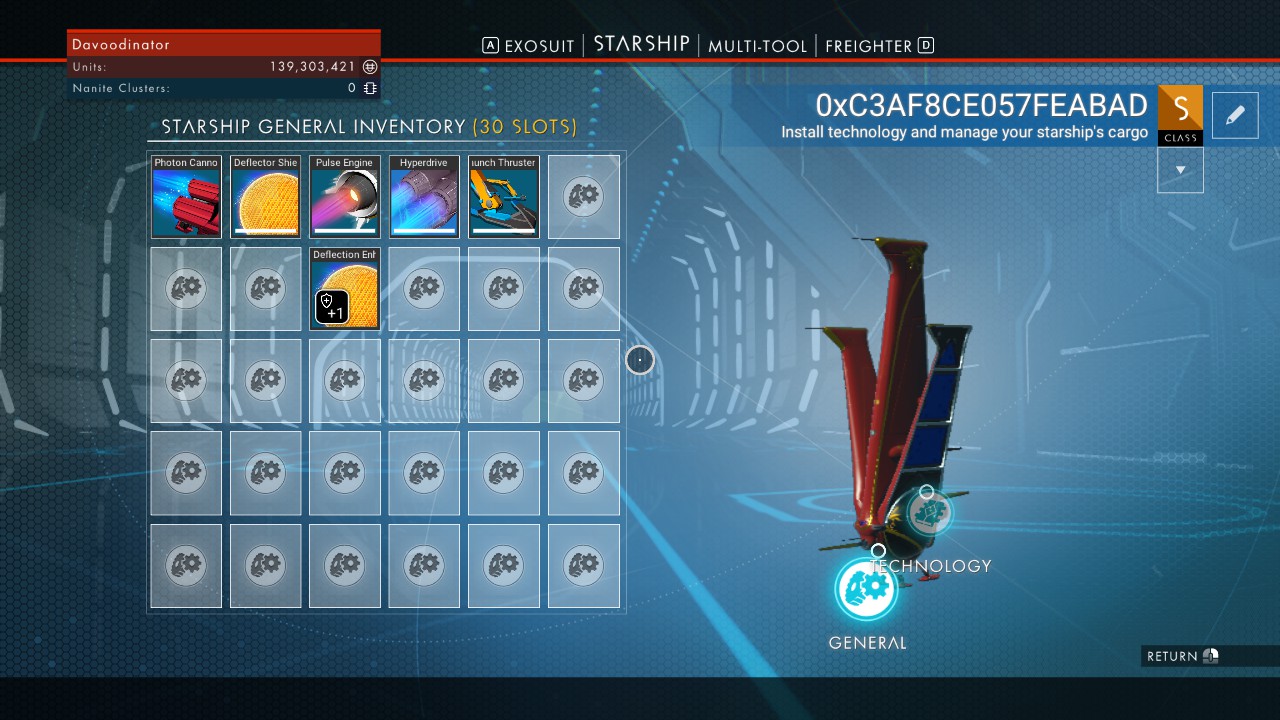 Davoodinator
Units: 139,303,421
Nanite Clusters: 0
A EXOSUIT STARSHIP MULTI-TOOL FREIGHTER D
STARSHIP GENERAL INVENTORY (30 SLOTS)
0xC3AF8CE057FEABAD
Install technology and manage your starship's cargo
S
CLASS
Photon Canno Deflector Shie Pulse Engine Hyperdrive unch Thruster
Deflection Enh
+1
TECHNOLOGY
GENERAL
RETURN